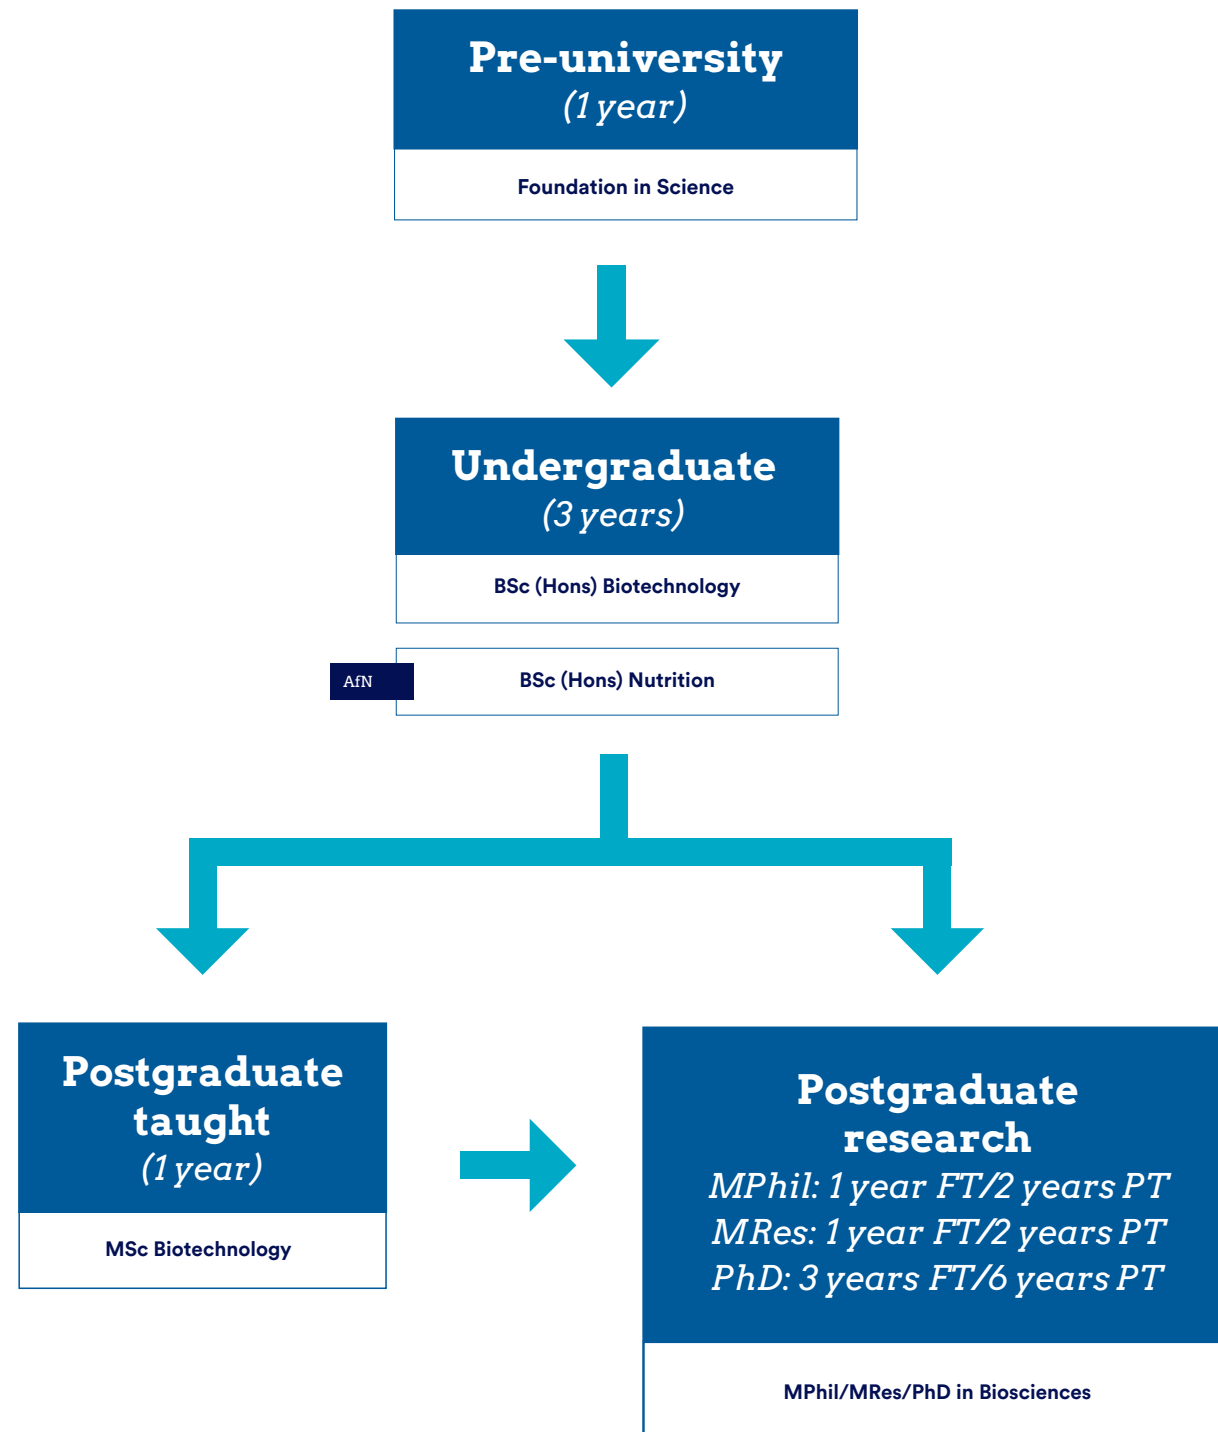 Pre-university
(1 year)
Foundation in Science
Undergraduate
(3 years)
BSc (Hons) Biotechnology
AfN
BSc (Hons) Nutrition
Postgraduate
taught
(1 year)
MSc Biotechnology
Postgraduate
research
MPhil: 1 year FT/2 years PT
MRes: 1 year FT/2 years PT
PhD: 3 years FT/6 years PT
MPhil/MRes/PhD in Biosciences